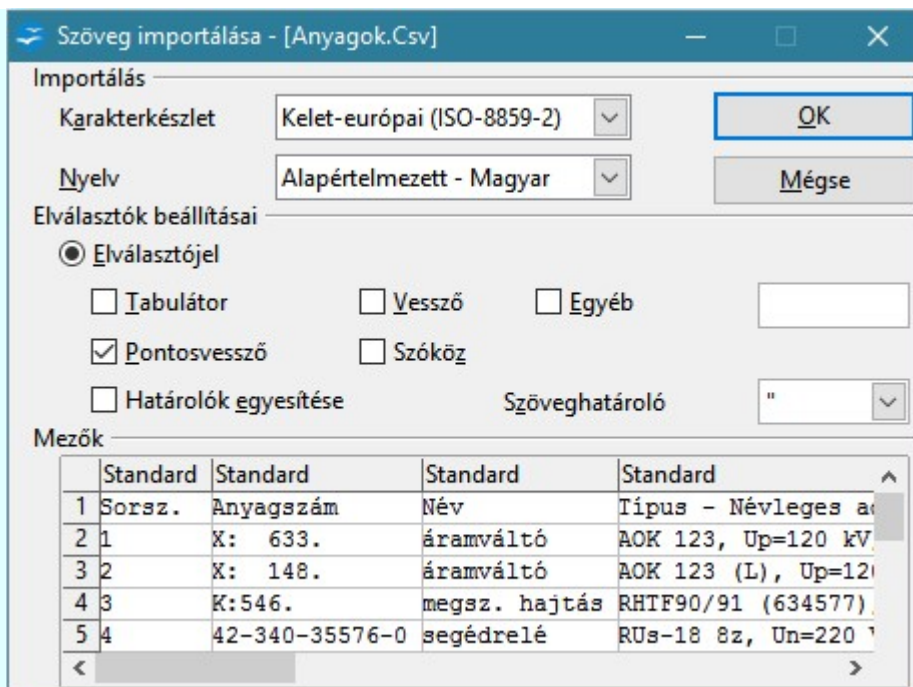 Szöveg importálása - [Anyagok.Csv]
Importálás
Karakterkészlet Kelet-európai (ISO-8859-2) OK
Nyelv Alapértelmezett - Magyar Mégse
Elválasztók beállításai
Elválasztójel
Tabulátor Vessző Egyéb
Pontosvessző Szóköz
Határolók egyesítése Szöveghatároló "
Mezők
Standard Standard Standard Standard
1 Sorsz. Anyagszám Név Típus - Névleges
2 1 X: 633. áramváltó AOK 123, Up=120 kV,
3 2 X: 148. áramváltó AOK 123 (L), Up=120
4 3 K:546. megsz. hajtás RHTF90/91 (634577),
5 4 42-340-35576-0 segédrelé RUs-18 8z, Un=220